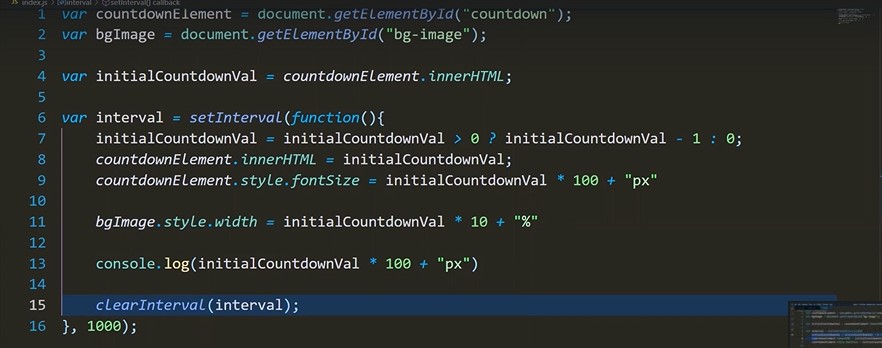 JS index.js > [interval > setInterval() callback
1 var countdownElement = document.getElementById("countdown");
2 var bgImage = document.getElementById("bg-image");
3
4 var initialCountdownVal = countdownElement.innerHTML;
5
6 var interval = setInterval(function(){
7 initialCountdownVal = initialCountdownVal > 0 ? initialCountdownVal - 1 : 0;
8 countdownElement.innerHTML = initialCountdownVal;
9 countdownElement.style.fontSize = initialCountdownVal * 100 + "px"
10
11 bgImage.style.width = initialCountdownVal * 10 + "%"
12
13 console.log(initialCountdownVal * 100 + "px")
14
15 clearInterval(interval);
16 }, 1000);